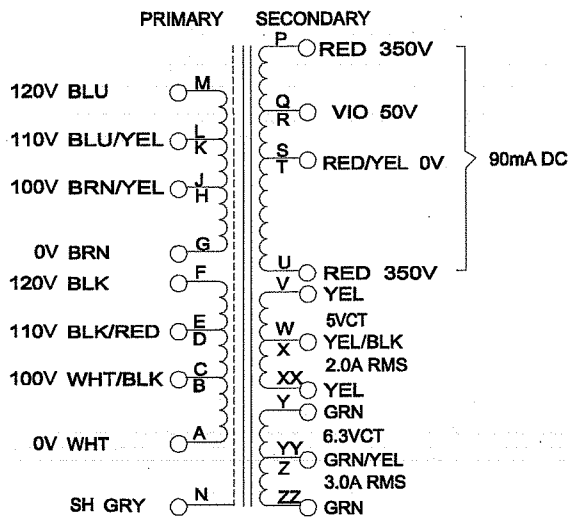 PRIMARY SECONDARY
P RED 350V
120V BLU M
Q
R VIO 50V
110V BLU/YEL L
K
S
T RED/YEL 0V
90mA DC
100V BRN/YEL J
H
0V BRN G
U RED 350V
120V BLK F
V YEL
5VCT
110V BLK/RED E
D
W YEL/BLK
X 2.0A RMS
100V WHT/BLK C
B
XX YEL
Y GRN
6.3VCT
0V WHT A
YY GRN/YEL
Z 3.0A RMS
SH GRY N
ZZ GRN